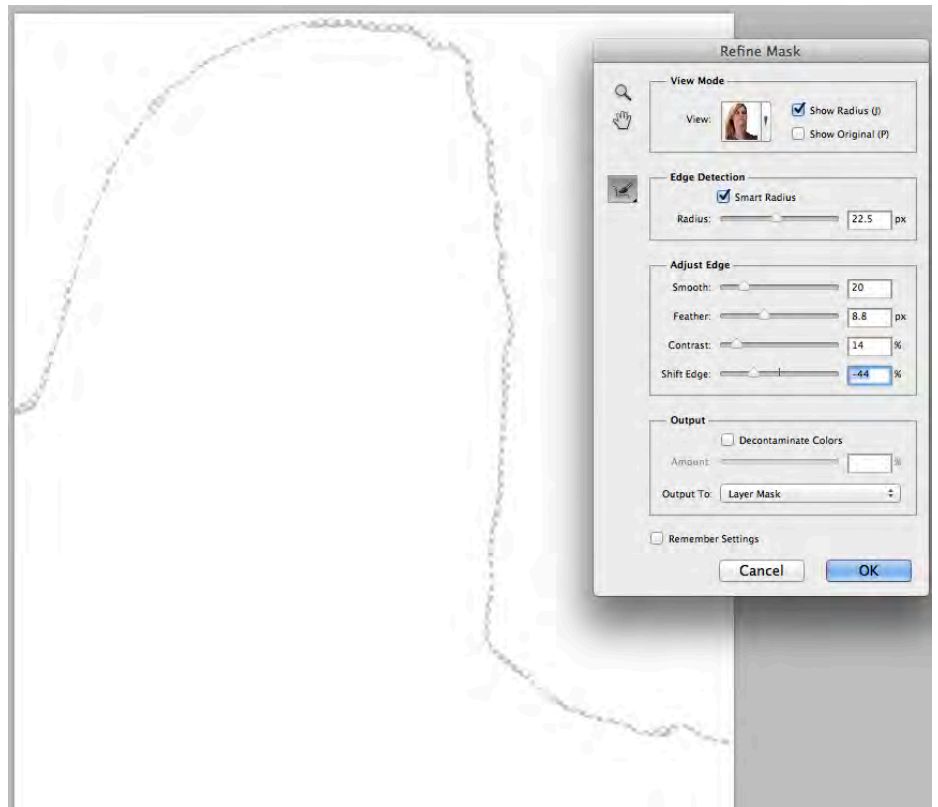 Refine Mask
View Mode
View:
Show Radius (J)
Show Original (P)
Edge Detection
Smart Radius
Radius: 22.5 px
Adjust Edge
Smooth: 20
Feather: 8.8 px
Contrast: 14 %
Shift Edge: -44 %
Output
Decontaminate Colors
Amount: %
Output To: Layer Mask
Remember Settings
Cancel OK